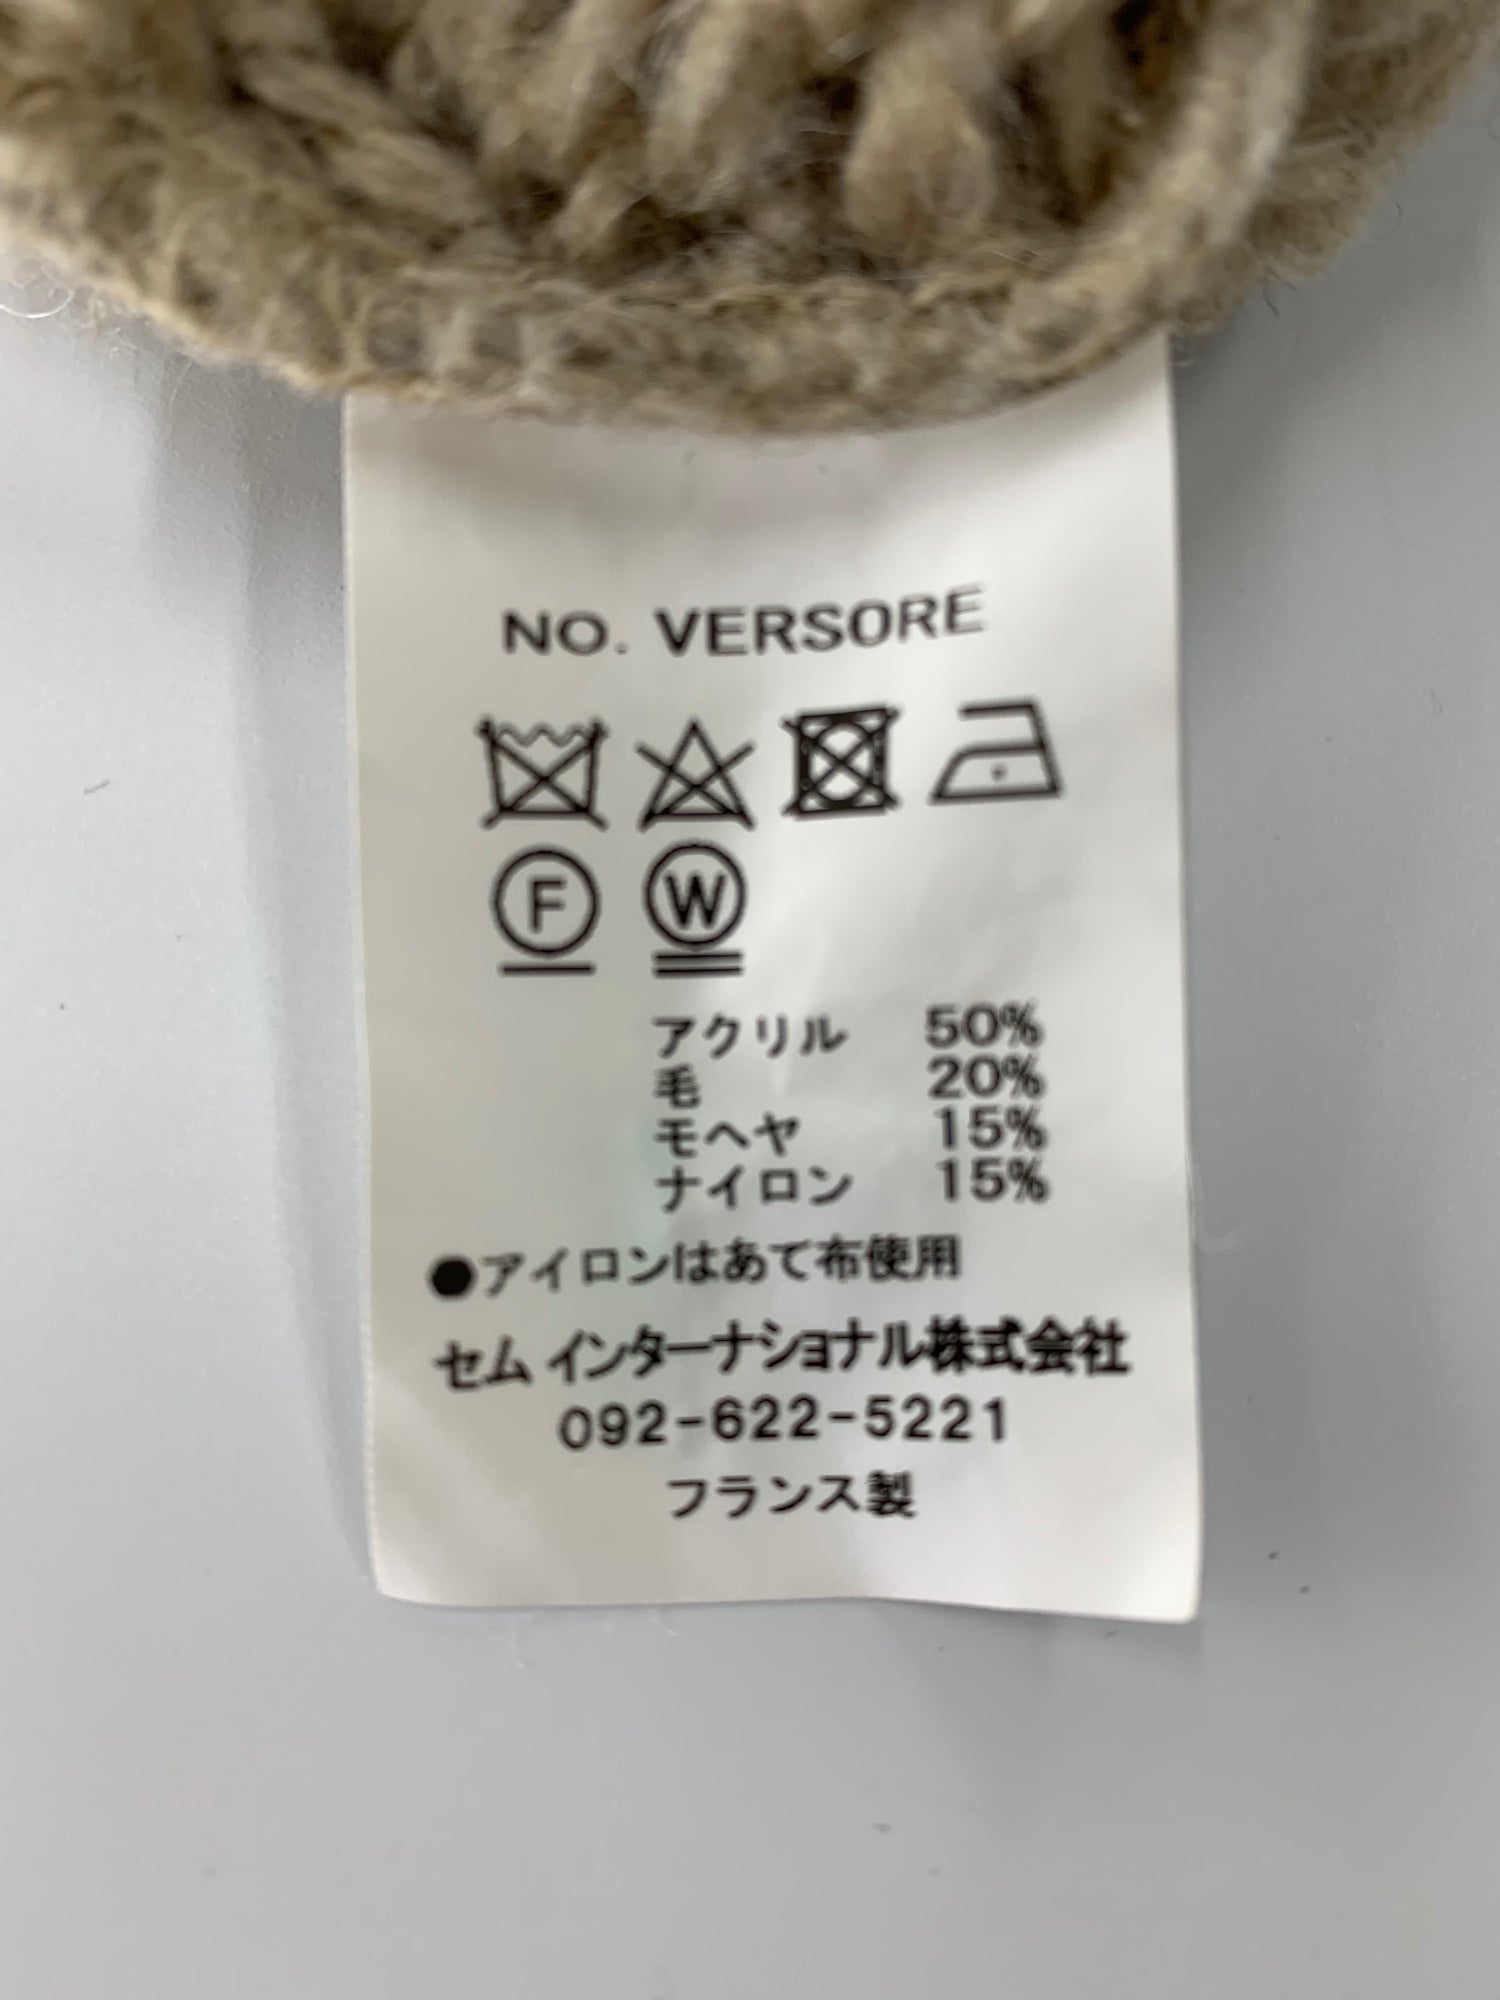 NO. VERSORE
F W
アクリル 50%
毛 20%
モヘヤ 15%
ナイロン 15%
●アイロンはあて布使用
セム インターナショナル株式会社
092-622-5221
フランス製